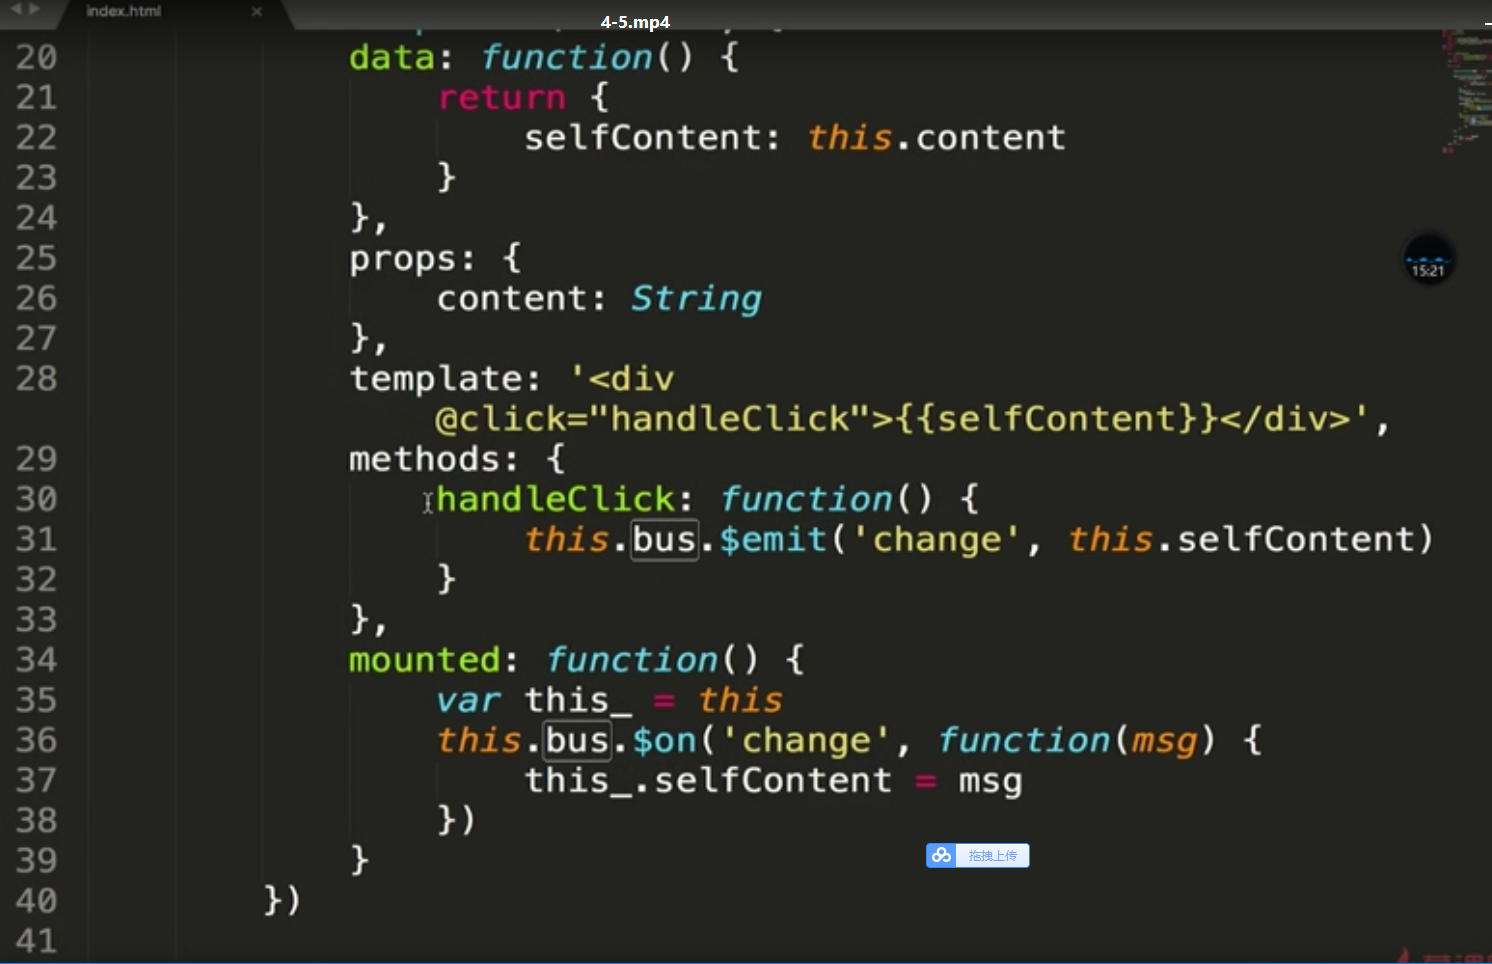 index.html
4-5.mp4
20 data: function() {
21 return {
22 selfContent: this.content
23 }
24 },
25 props: {
26 content: String
27 },
28 template: '<div
@click="handleClick">{{selfContent}}</div>',
29 methods: {
30 handleClick: function() {
31 this.bus.$emit('change', this.selfContent)
32 }
33 },
34 mounted: function() {
35 var this_ = this
36 this.bus.$on('change', function(msg) {
37 this_.selfContent = msg
38 })
39 }
40 })
41
15:21
拖拽上传